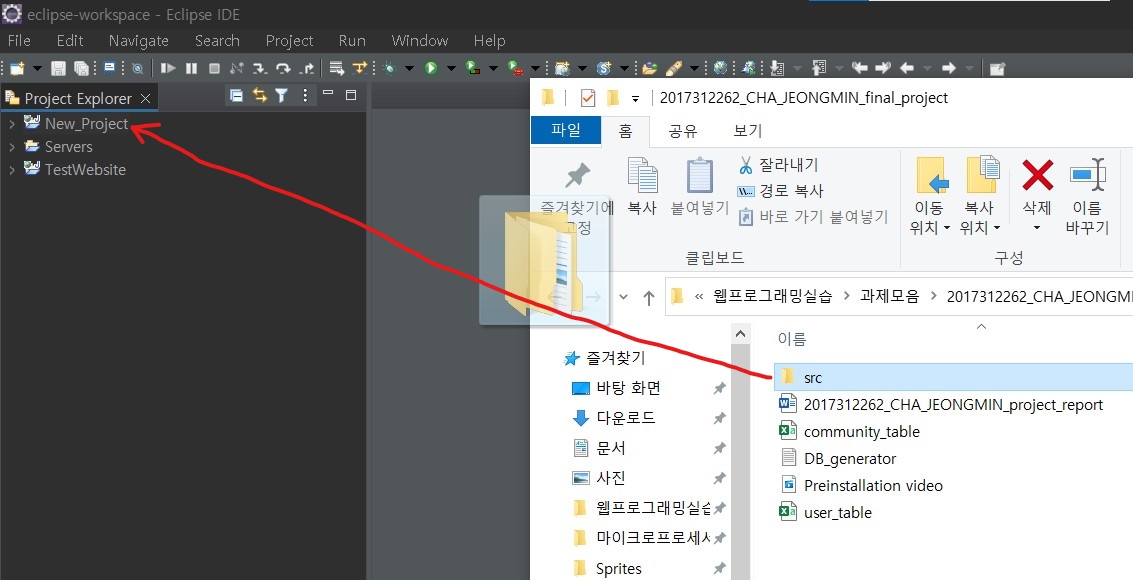 eclipse-workspace - Eclipse IDE
File Edit Navigate Search Project Run Window Help
Project Explorer
New_Project
Servers
TestWebsite
2017312262_CHA_JEONGMIN_final_project
파일 홈 공유 보기
즐겨찾기에
고정
복사
붙여넣기
잘라내기
경로 복사
바로 가기 붙여넣기
클립보드
이동
위치
복사
위치
삭제
이름
바꾸기
구성
« 웹프로그래밍실습 > 과제모음 > 2017312262_CHA_JEONGMI
즐겨찾기
바탕 화면
다운로드
문서
사진
웹프로그래밍실습
마이크로프로세서
Sprites
이름
src
2017312262_CHA_JEONGMIN_project_report
community_table
DB_generator
Preinstallation video
user_table